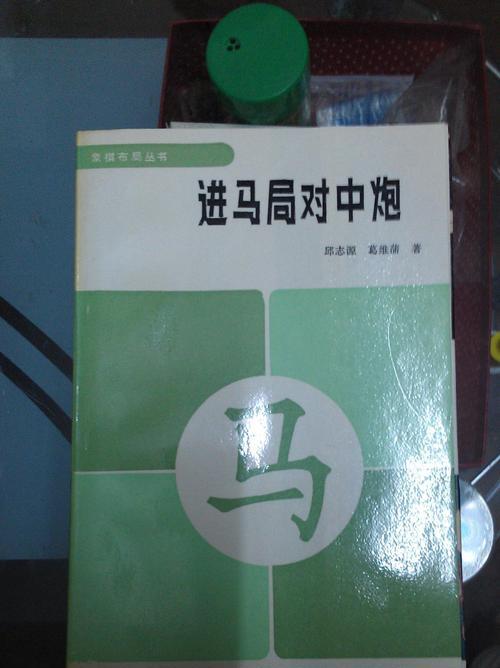 象棋布局丛书
进马局对中炮
邱志源 葛维蒲 著
马